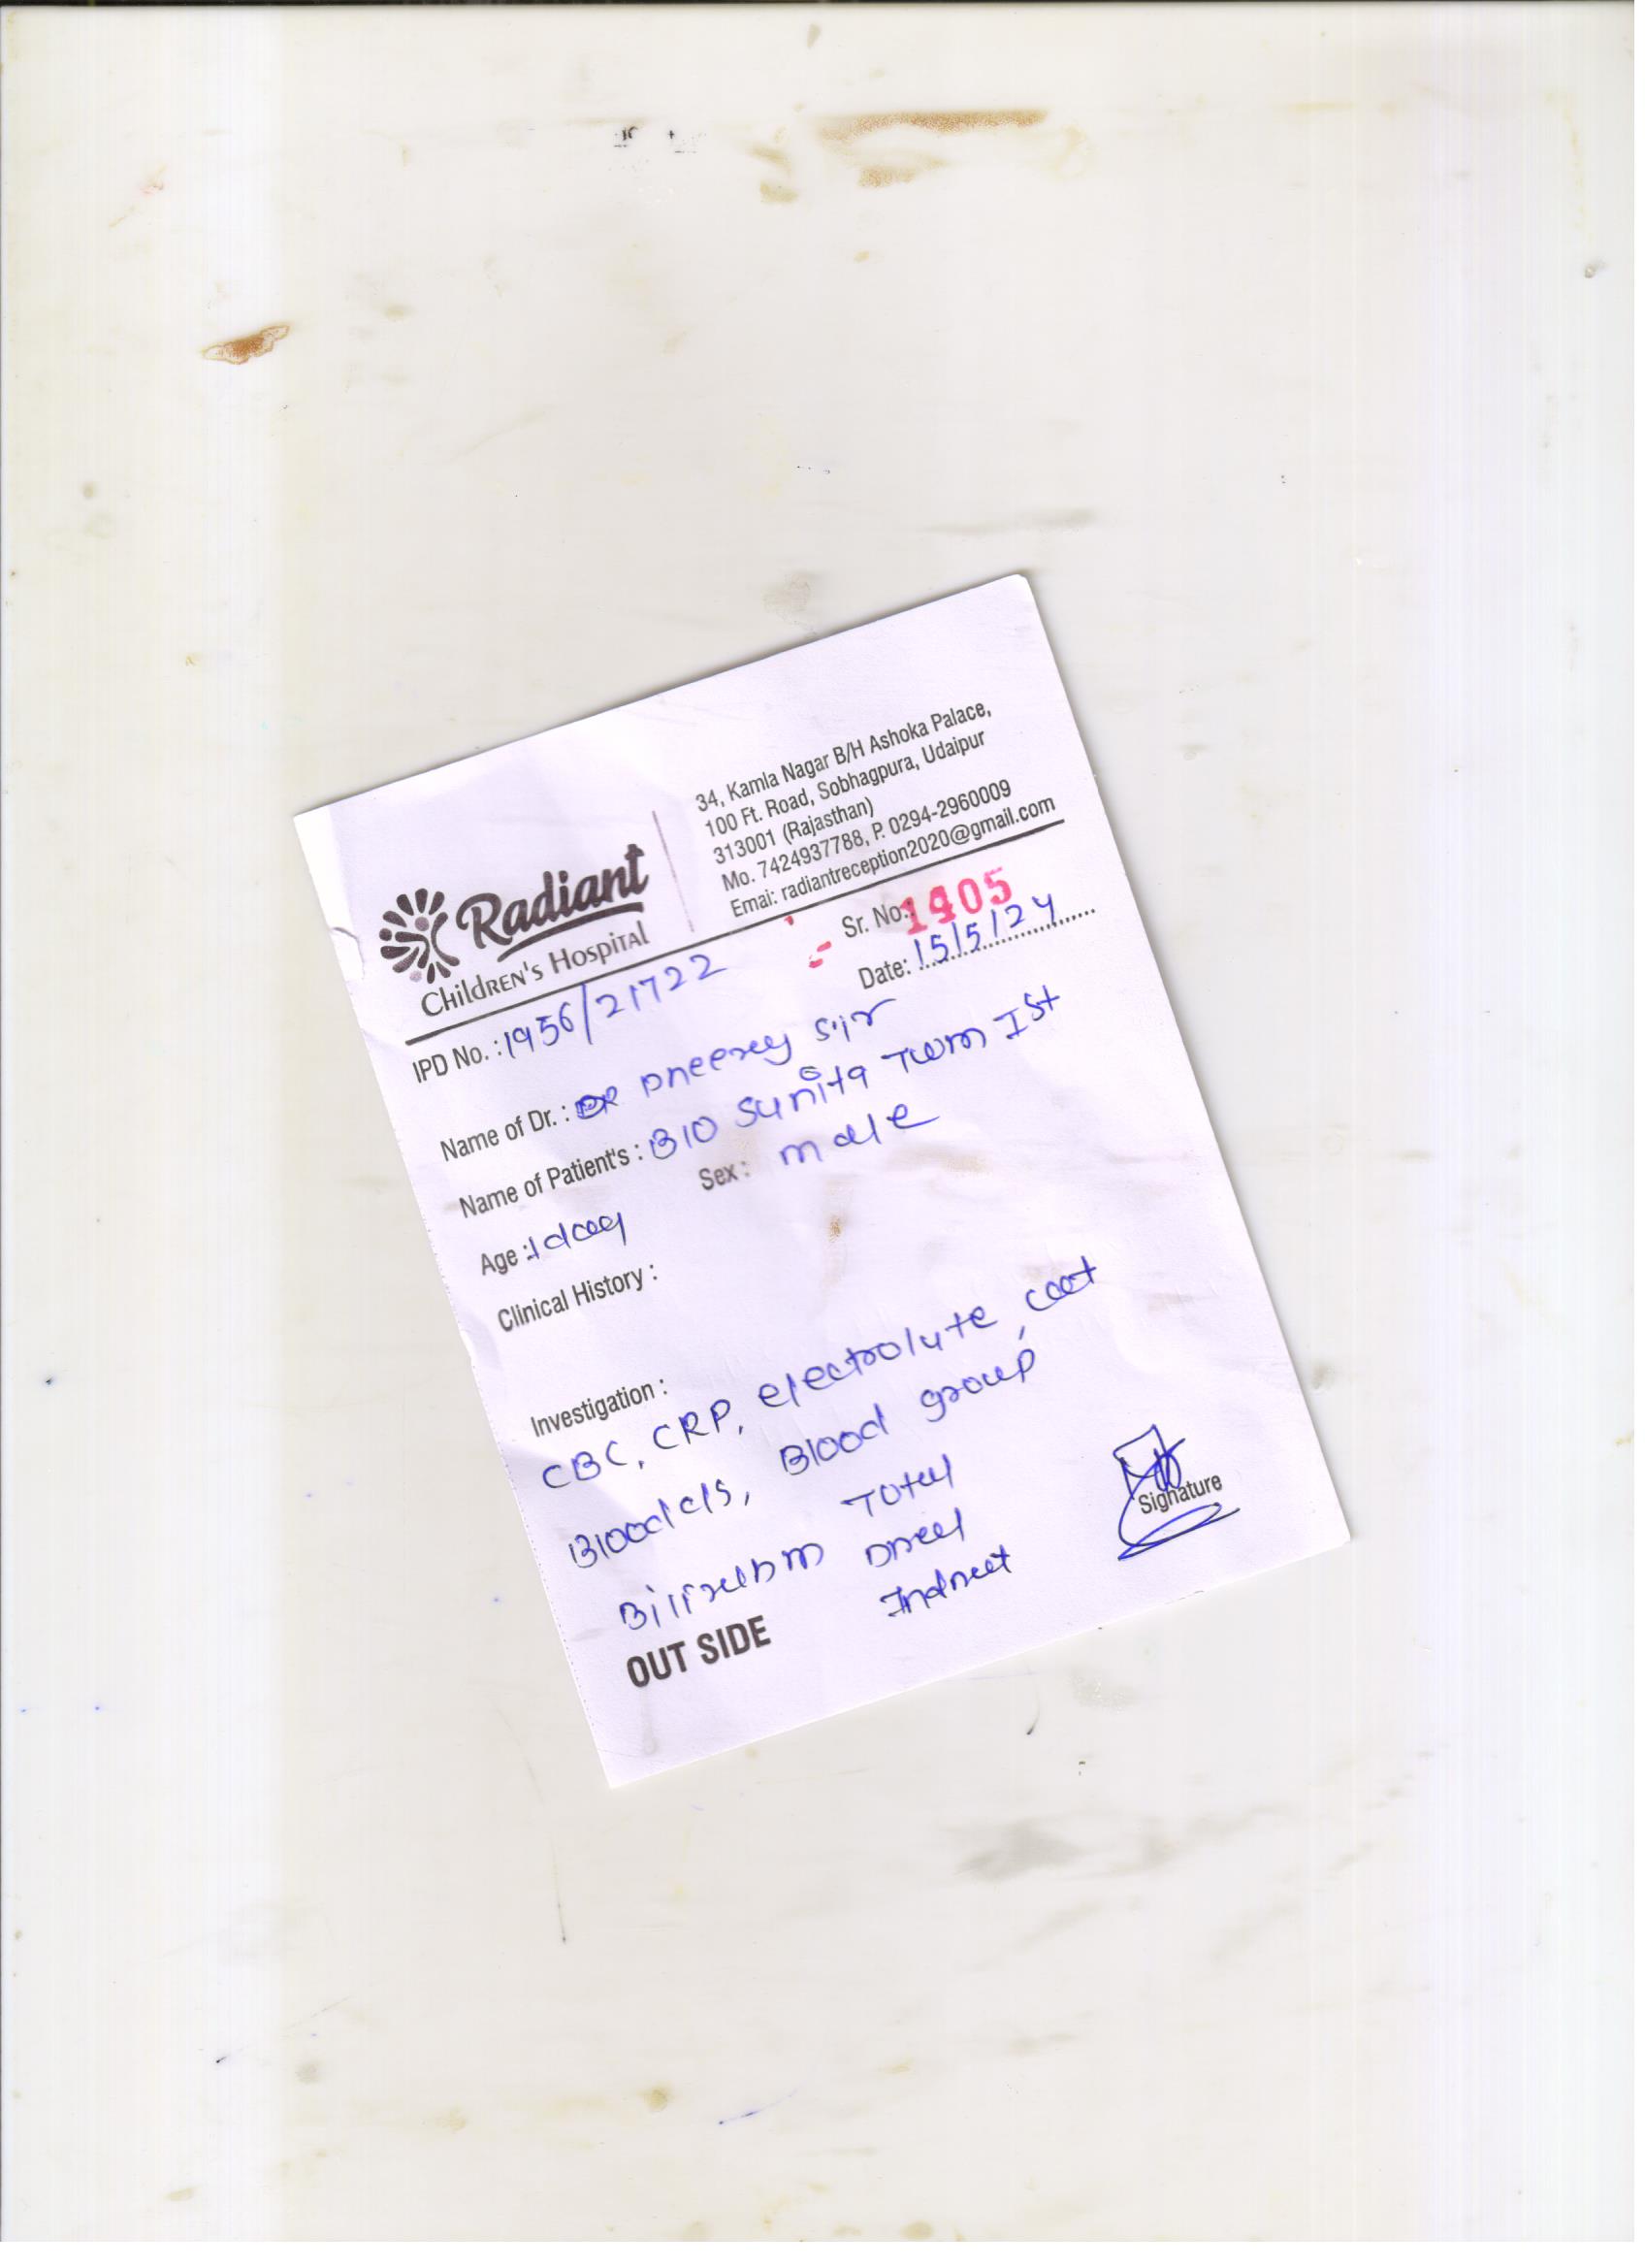 Radiant
Children's Hospital
34, Kamla Nagar B/H Ashoka Palace,
100 Ft. Road, Sobhagpura, Udaipur
313001 (Rajasthan)
Mo. 7424937788, P. 0294-2960009
Emai: radiantreception2020@gmail.com
Sr. No.: 1405
IPD No. : 1956/21722
Date: 15/5/24
Name of Dr. : DR sir
Name of Patient's : B/O Sunita Twin Ist
Age : 1 day Sex : male
Clinical History :
Investigation :
CBC, CRP, electrolyte,
Blood c/s, Blood group,
Bilirubin Total
Direct
Indirect
Signature
OUT SIDE